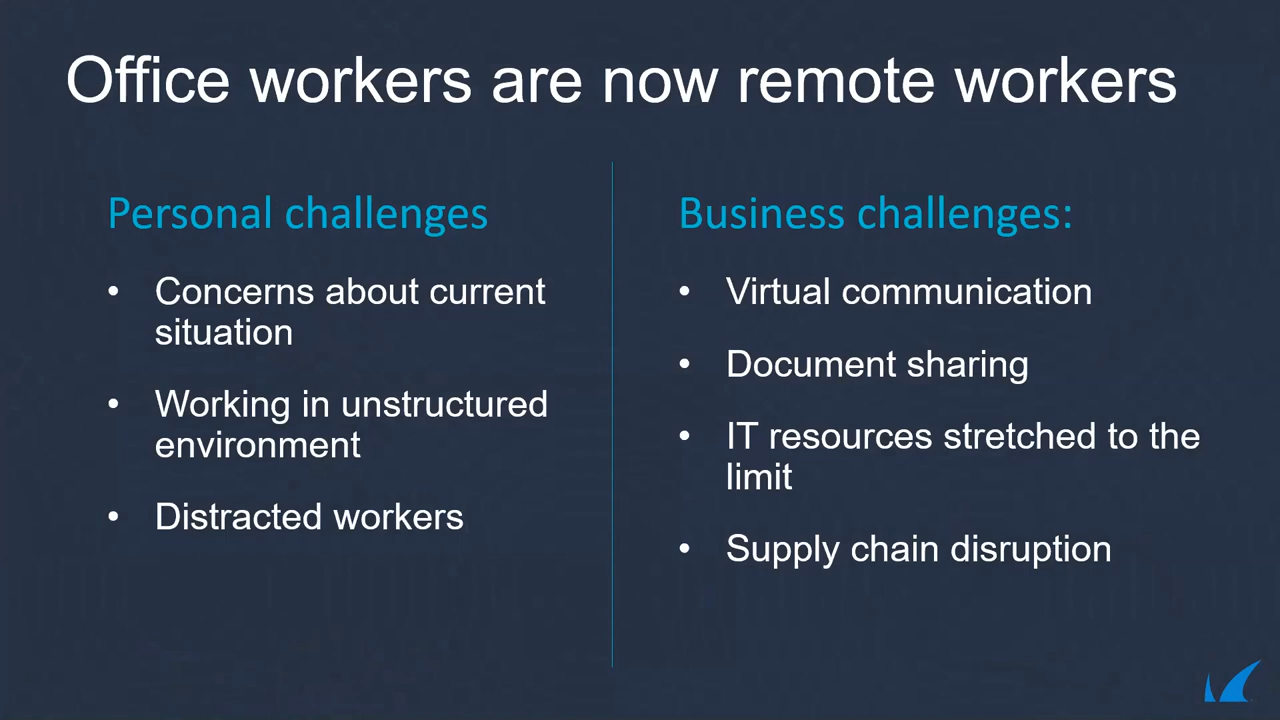 Office workers are now remote workers
Personal challenges
• Concerns about current
situation
• Working in unstructured
environment
• Distracted workers
Business challenges:
• Virtual communication
• Document sharing
• IT resources stretched to the
limit
• Supply chain disruption